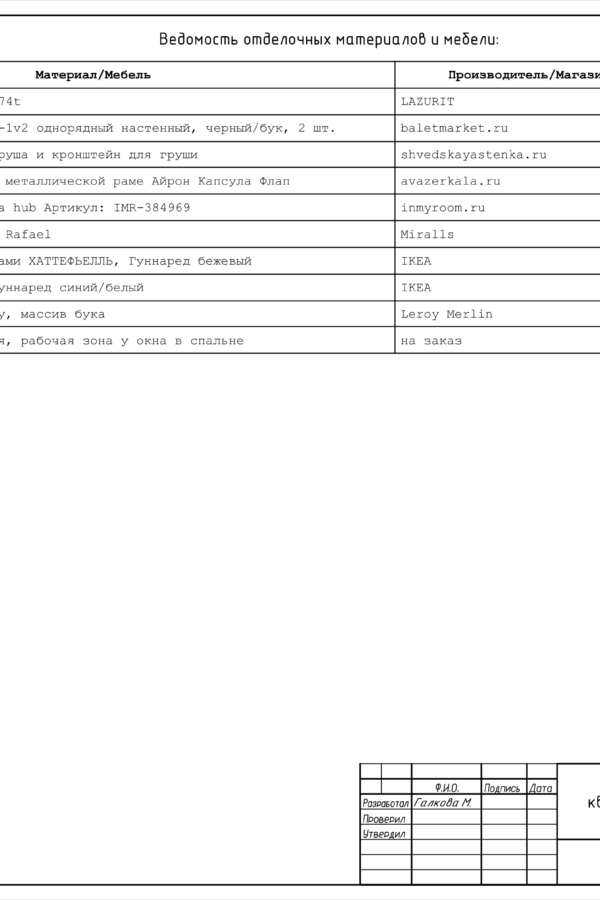 Ведомость отделочных материалов и мебели:
Материал/Мебель Производитель/Магази
74t LAZURIT
-1v2 однорядный настенный, черный/бук, 2 шт. baletmarket.ru
руша и кронштейн для груши shvedskayastenka.ru
металлической раме Айрон Капсула Флап avazerkala.ru
a hub Артикул: IMR-384969 inmyroom.ru
Rafael Miralls
ами ХАТТЕФЬЕЛЛЬ, Гуннаред бежевый IKEA
уннаред синий/белый IKEA
у, массив бука Leroy Merlin
я, рабочая зона у окна в спальне на заказ
Ф.И.О. Подпись Дата
Разработал Галкова М.
Проверил
Утвердил
кв